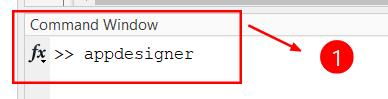 Command Window
fx >> appdesigner
1